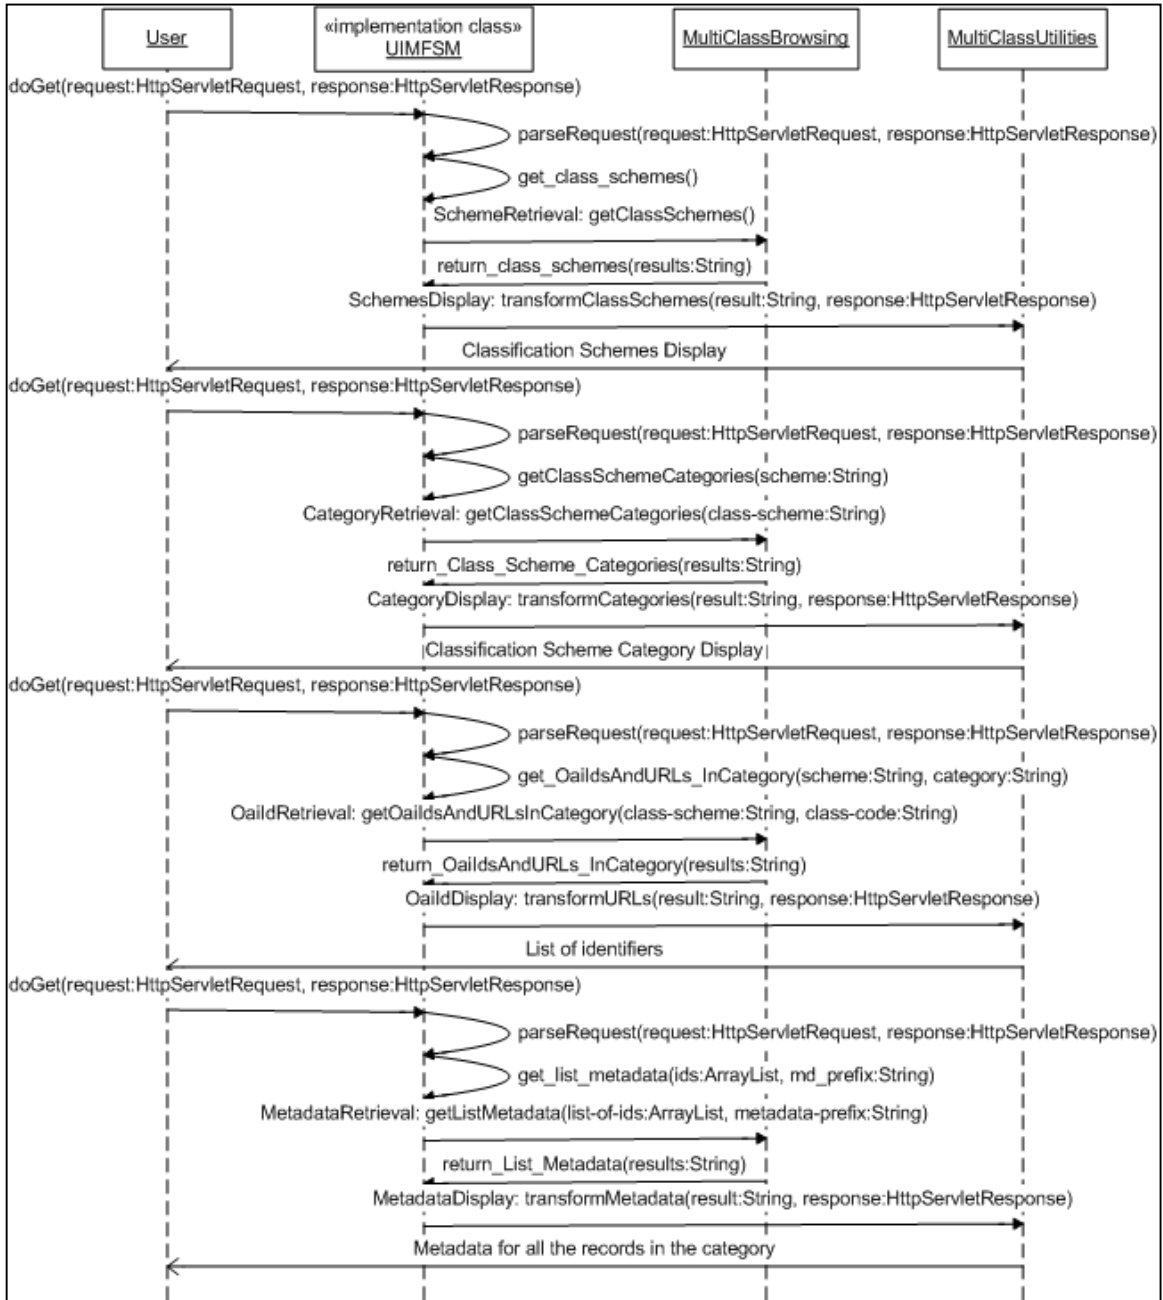 User
«implementation class»
UIMFSM
MultiClassBrowsing
MultiClassUtilities
doGet(request:HttpServletRequest, response:HttpServletResponse)
parseRequest(request:HttpServletRequest, response:HttpServletResponse)
get_class_schemes()
SchemeRetrieval: getClassSchemes()
return_class_schemes(results:String)
SchemesDisplay: transformClassSchemes(result:String, response:HttpServletResponse)
Classification Schemes Display
doGet(request:HttpServletRequest, response:HttpServletResponse)
parseRequest(request:HttpServletRequest, response:HttpServletResponse)
getClassSchemeCategories(scheme:String)
CategoryRetrieval: getClassSchemeCategories(class-scheme:String)
return_Class_Scheme_Categories(results:String)
CategoryDisplay: transformCategories(result:String, response:HttpServletResponse)
Classification Scheme Category Display
doGet(request:HttpServletRequest, response:HttpServletResponse)
parseRequest(request:HttpServletRequest, response:HttpServletResponse)
get_OaiIdsAndURLs_InCategory(scheme:String, category:String)
OaiIdRetrieval: getOaiIdsAndURLsInCategory(class-scheme:String, class-code:String)
return_OaiIdsAndURLs_InCategory(results:String)
OaiIdDisplay: transformURLs(result:String, response:HttpServletResponse)
List of identifiers
doGet(request:HttpServletRequest, response:HttpServletResponse)
parseRequest(request:HttpServletRequest, response:HttpServletResponse)
get_list_metadata(ids:ArrayList, md_prefix:String)
MetadataRetrieval: getListMetadata(list-of-ids:ArrayList, metadata-prefix:String)
return_List_Metadata(results:String)
MetadataDisplay: transformMetadata(result:String, response:HttpServletResponse)
Metadata for all the records in the category